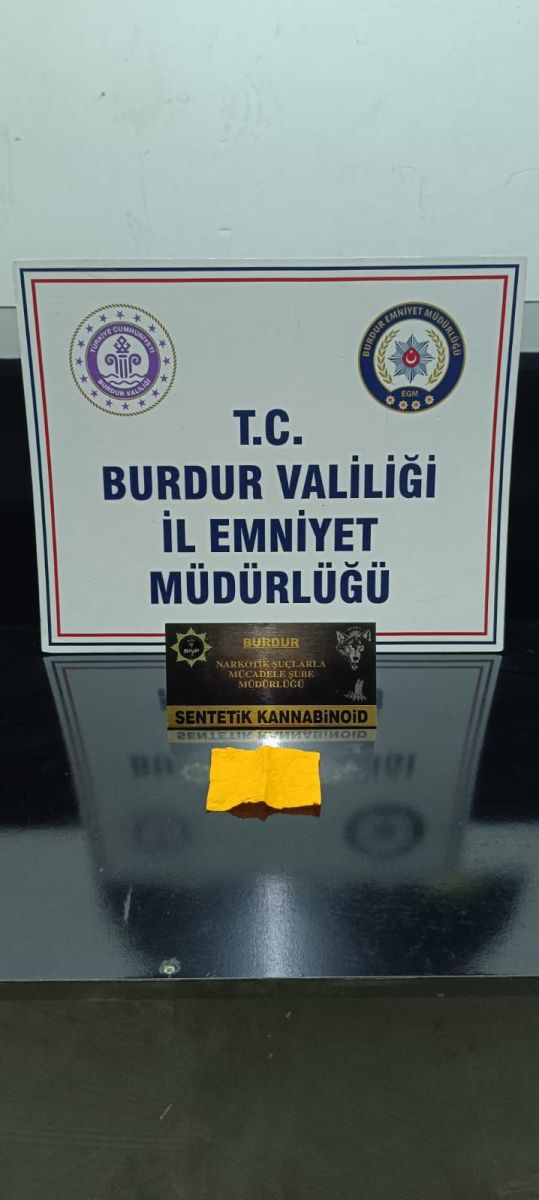 TÜRKİYE CUMHURİYETİ
BURDUR VALİLİĞİ
BURDUR EMNİYET MÜDÜRLÜĞÜ
EGM
T.C.
BURDUR VALİLİĞİ
İL EMNİYET
MÜDÜRLÜĞÜ
BURDUR
NARKOTİK SUÇLARLA
MÜCADELE ŞUBE
MÜDÜRLÜĞÜ
SENTETİK KANNABİNOİD